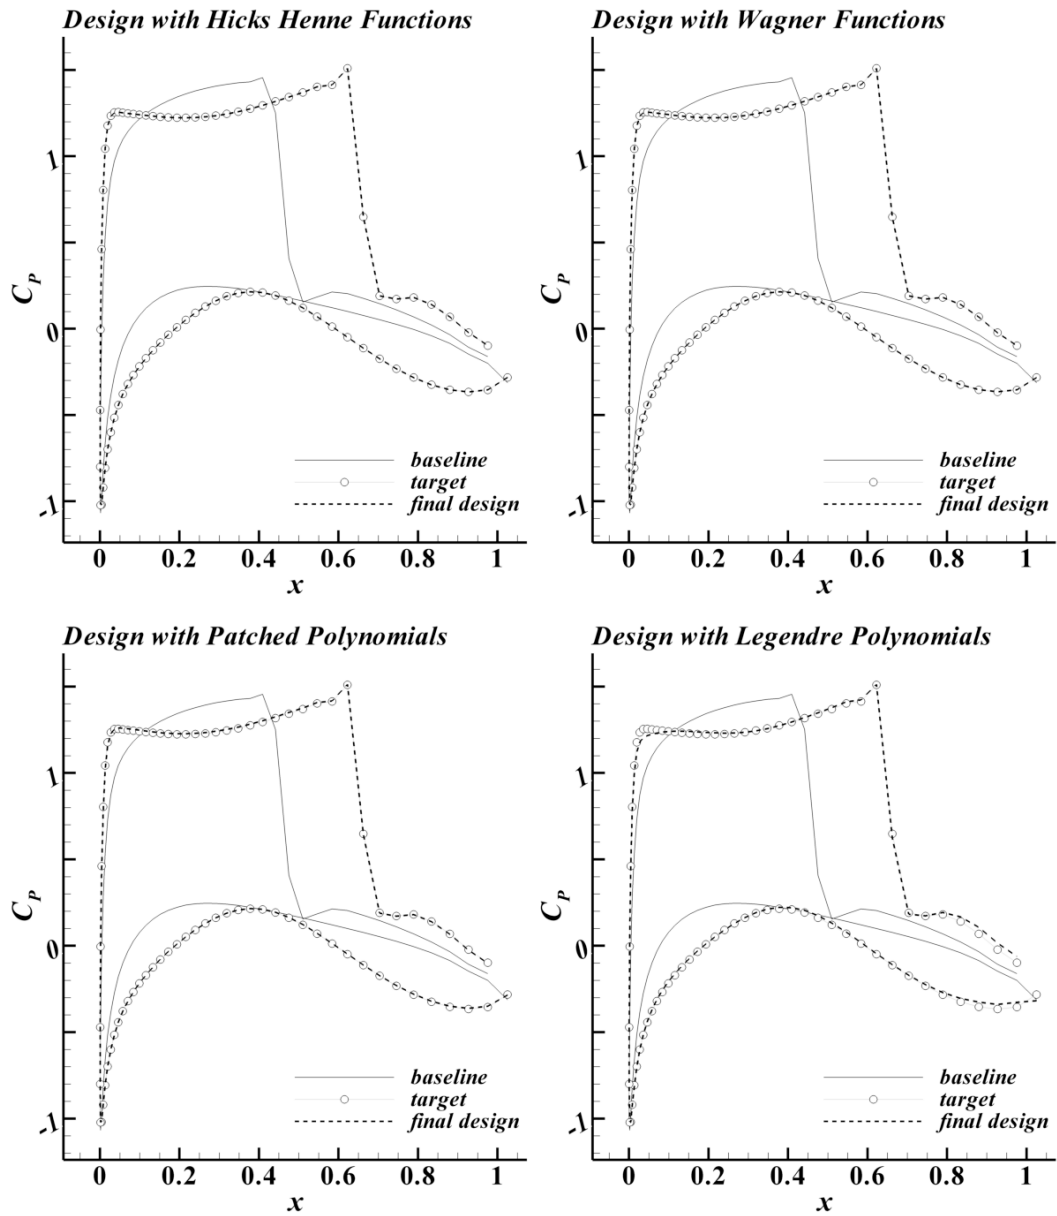 Design with Hicks Henne Functions
C_P
1
0
-1
baseline
target
final design
0 0.2 0.4 0.6 0.8 1
x
Design with Wagner Functions
C_P
1
0
-1
baseline
target
final design
0 0.2 0.4 0.6 0.8 1
x
Design with Patched Polynomials
C_P
1
0
-1
baseline
target
final design
0 0.2 0.4 0.6 0.8 1
x
Design with Legendre Polynomials
C_P
1
0
-1
baseline
target
final design
0 0.2 0.4 0.6 0.8 1
x